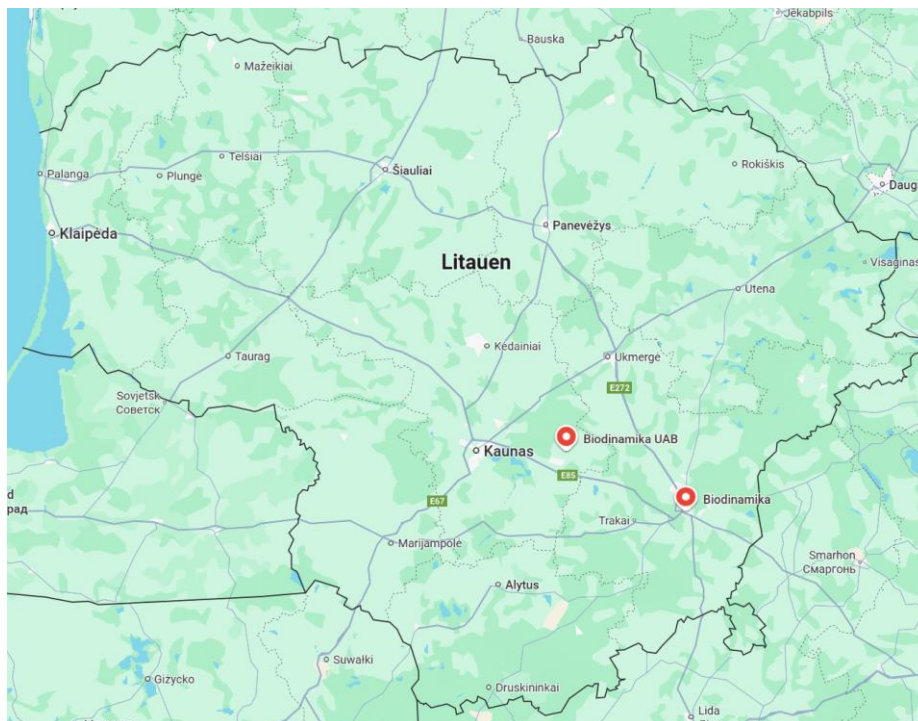 Jēkabpils
Bauska
Mažeikiai
Rokiškis
Telšiai
Palanga
Plungė
Šiauliai
Daug
Panevėžys
Klaipėda
Litauen
Visaginas
Utena
Kėdainiai
Taurag
Ukmergė
E272
Sovjetsk
Советск
Biodinamika UAB
Kaunas
E85
Biodinamika
E67
рад
Trakai
Marijampolė
Smarhon
Смаргонь
Alytus
Suwałki
Giżycko
Druskininkai
Lida